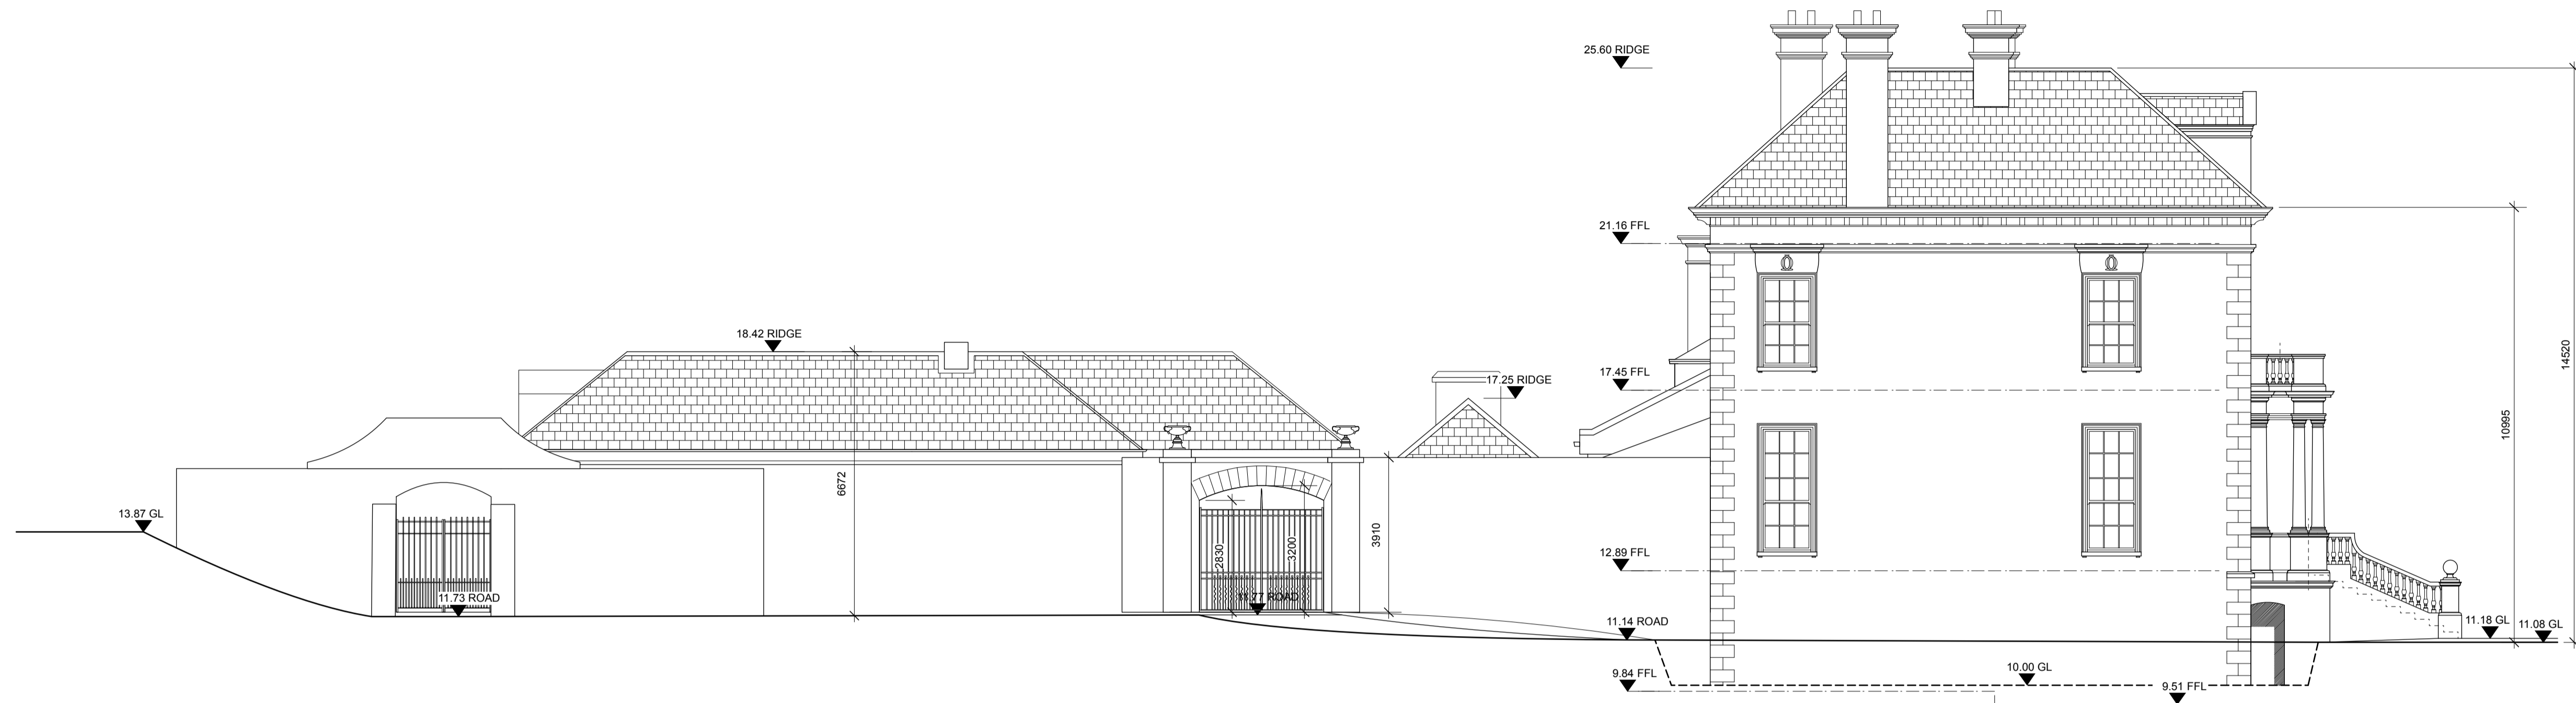 25.60 RIDGE
21.16 FFL
18.42 RIDGE
14520
17.25 RIDGE
17.45 FFL
10995
6672
13.87 GL
3910
2830
3200
12.89 FFL
11.73 ROAD
11.77 ROAD
11.14 ROAD
11.18 GL
11.08 GL
9.84 FFL
10.00 GL
9.51 FFL